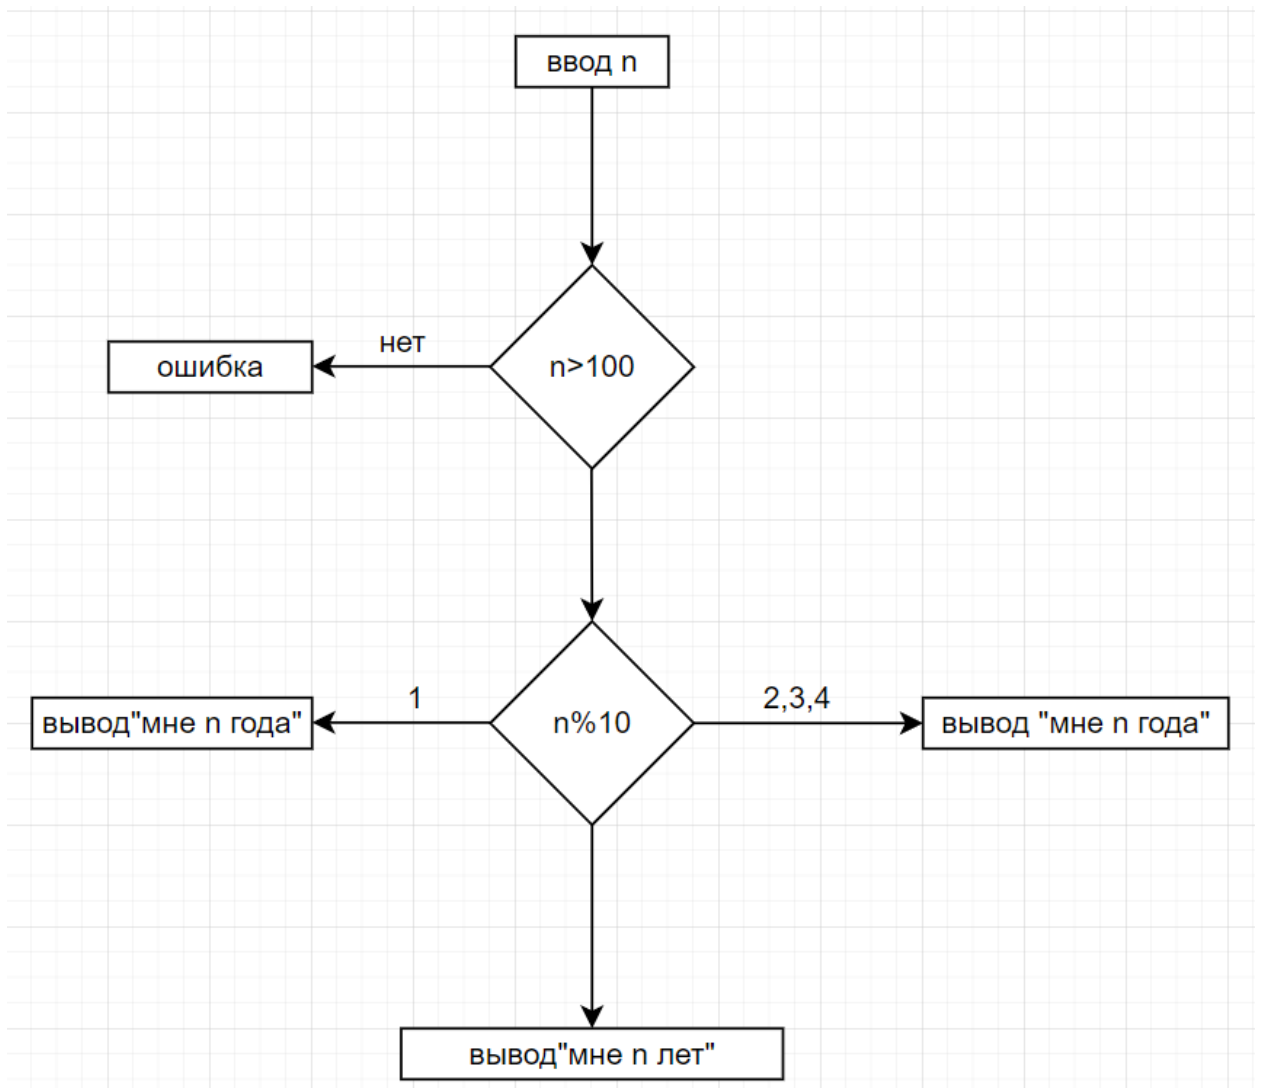 ввод n
n>100
нет
ошибка
n%10
1
вывод"мне n года"
2,3,4
вывод "мне n года"
вывод"мне n лет"